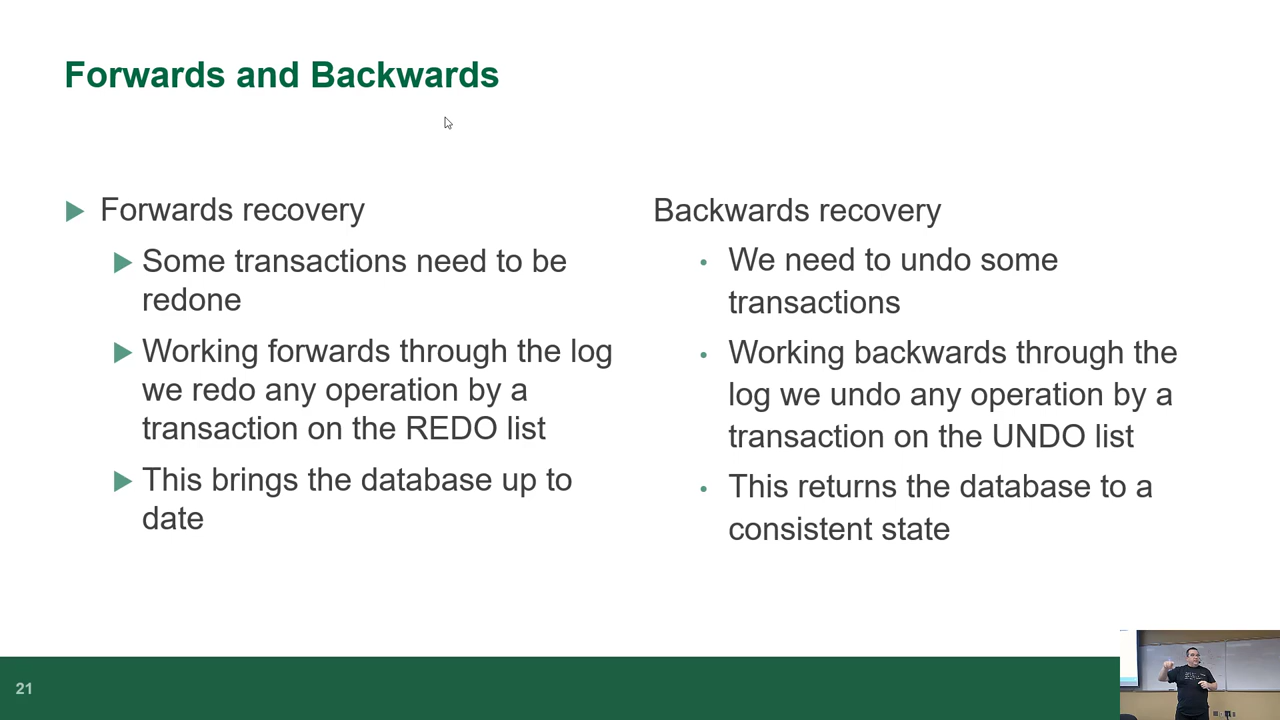 Forwards and Backwards
Forwards recovery
Some transactions need to be
redone
Working forwards through the log
we redo any operation by a
transaction on the REDO list
This brings the database up to
date
Backwards recovery
We need to undo some
transactions
Working backwards through the
log we undo any operation by a
transaction on the UNDO list
This returns the database to a
consistent state
21